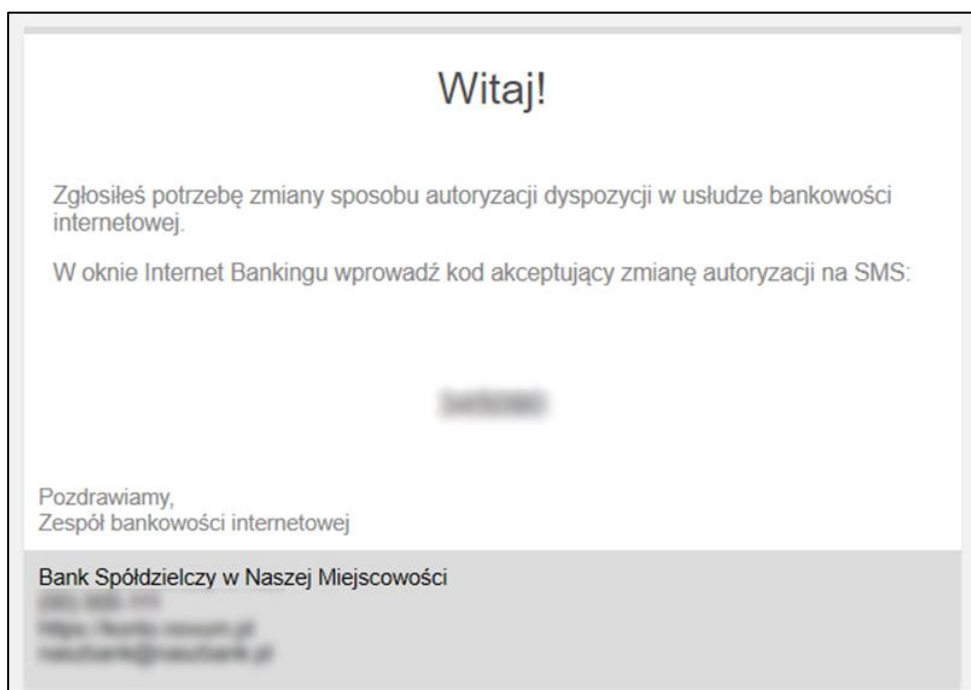 Witaj!
Zgłosiłeś potrzebę zmiany sposobu autoryzacji dyspozycji w usłudze bankowości
internetowej.
W oknie Internet Bankingu wprowadź kod akceptujący zmianę autoryzacji na SMS:
Pozdrawiamy,
Zespół bankowości internetowej
Bank Spółdzielczy w Naszej Miejscowości